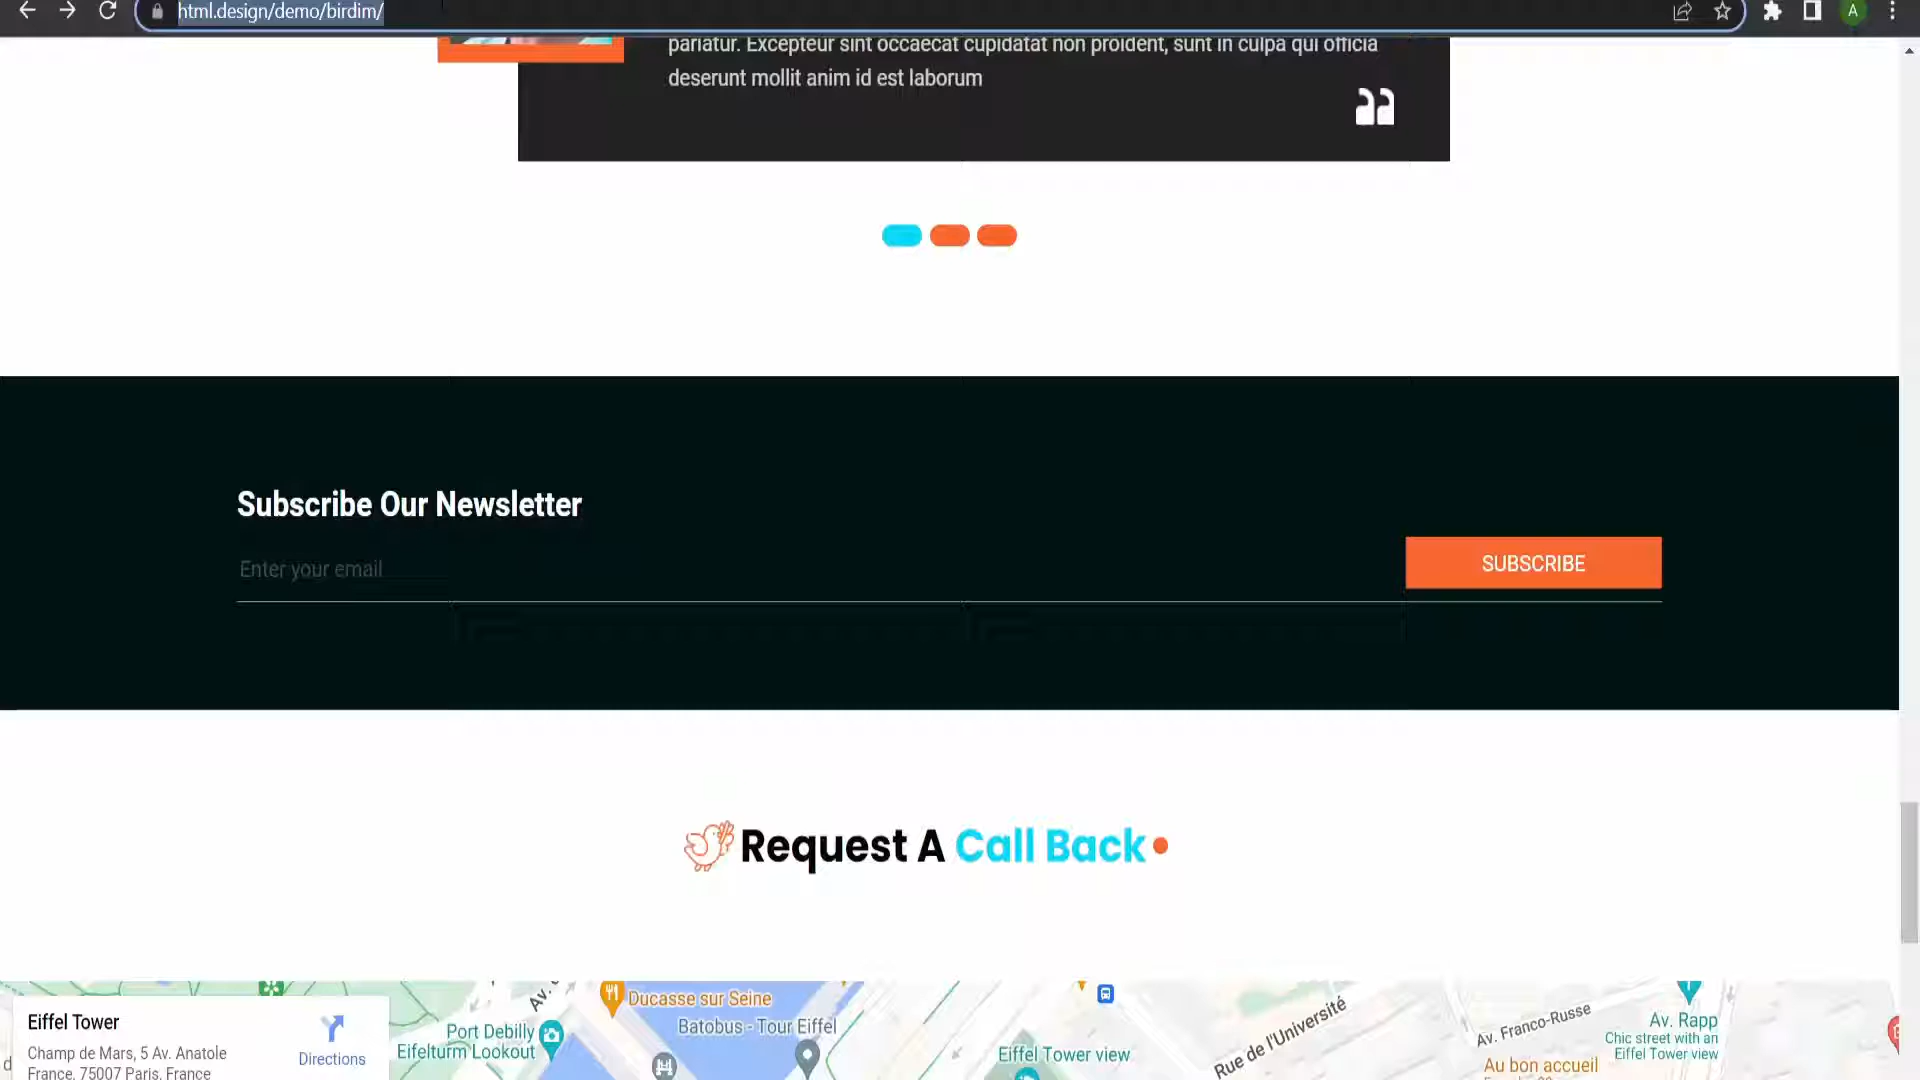 html.design/demo/birdim/
A
pariatur. Excepteur sint occaecat cupidatat non proident, sunt in culpa qui officia
deserunt mollit anim id est laborum
Subscribe Our Newsletter
Enter your email
SUBSCRIBE
Request A Call Back
Eiffel Tower
Directions
Champ de Mars, 5 Av. Anatole
France, 75007 Paris, France
Ducasse sur Seine
Batobus - Tour Eiffel
Port Debilly
Eifelturm Lookout
Eiffel Tower view
Rue de l'Université
Av. Franco-Russe
Av. Rapp
Chic street with an
Eiffel Tower view
Au bon accueil